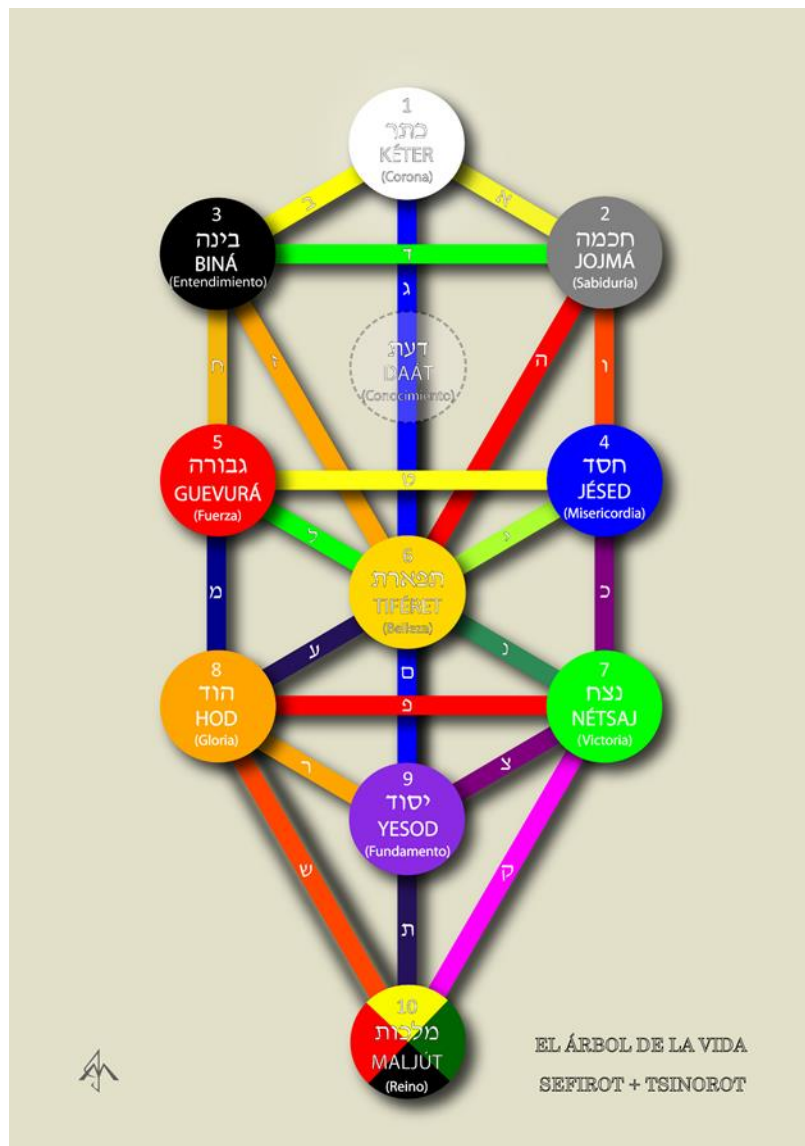 1
כתר
KÉTER
(Corona)
ב
א
3
בינה
BINÁ
(Entendimiento)
ד
2
חכמה
JOJMÁ
(Sabiduría)
ג
דעת
DAÁT
(Conocimiento)
ח
ז
ה
ו
5
גבורה
GUEVURÁ
(Fuerza)
ט
4
חסד
JÉSED
(Misericordia)
ל
י
6
תפארת
TIFÉRET
(Belleza)
מ
כ
ע
נ
8
הוד
HOD
(Gloria)
ס
פ
7
נצח
NÉTSAJ
(Victoria)
ר
צ
9
יסוד
YESOD
(Fundamento)
ש
ק
ת
10
מלכות
MALJÚT
(Reino)
EL ÁRBOL DE LA VIDA
SEFIROT + TSINOROT